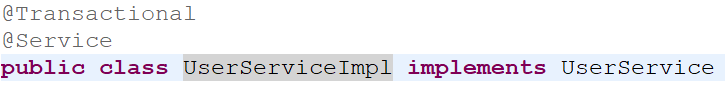 @Transactional
@Service
public class UserServiceImpl implements UserService